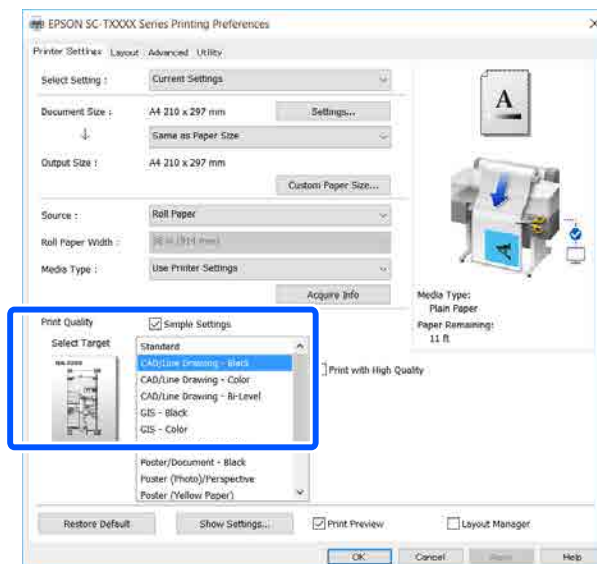 EPSON SC-TXXXX Series Printing Preferences
Printer Settings Layout Advanced Utility
Select Setting : Current Settings
Document Size : A4 210 x 297 mm Settings...
Same as Paper Size
Output Size : A4 210 x 297 mm
Custom Paper Size...
Source : Roll Paper
Roll Paper Width : 36 in (914 mm)
Media Type : Use Printer Settings
Acquire Info
Media Type:
Plain Paper
Paper Remaining:
11 ft
A
Print Quality Simple Settings
Select Target
Standard
CAD/Line Drawing - Black
CAD/Line Drawing - Color
CAD/Line Drawing - Bi-Level
GIS - Black
GIS - Color
Print with High Quality
Poster/Document - Black
Poster (Photo)/Perspective
Poster (Yellow Paper)
Restore Default Show Settings... Print Preview Layout Manager
OK Cancel Help